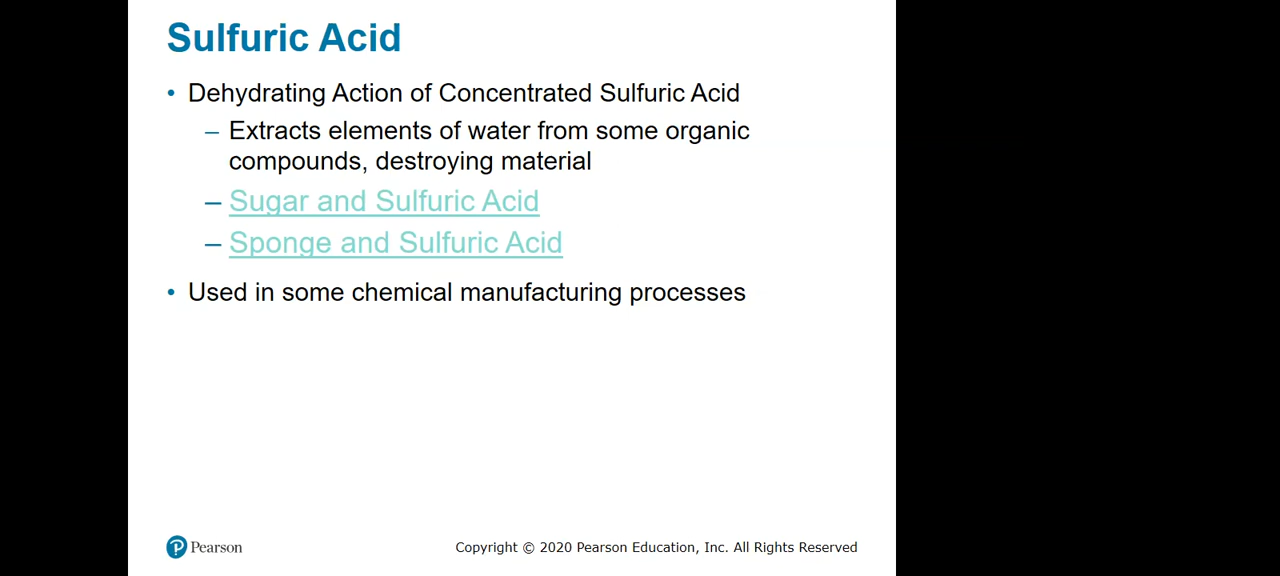 Sulfuric Acid
• Dehydrating Action of Concentrated Sulfuric Acid
– Extracts elements of water from some organic
compounds, destroying material
– Sugar and Sulfuric Acid
– Sponge and Sulfuric Acid
• Used in some chemical manufacturing processes
Pearson
Copyright © 2020 Pearson Education, Inc. All Rights Reserved